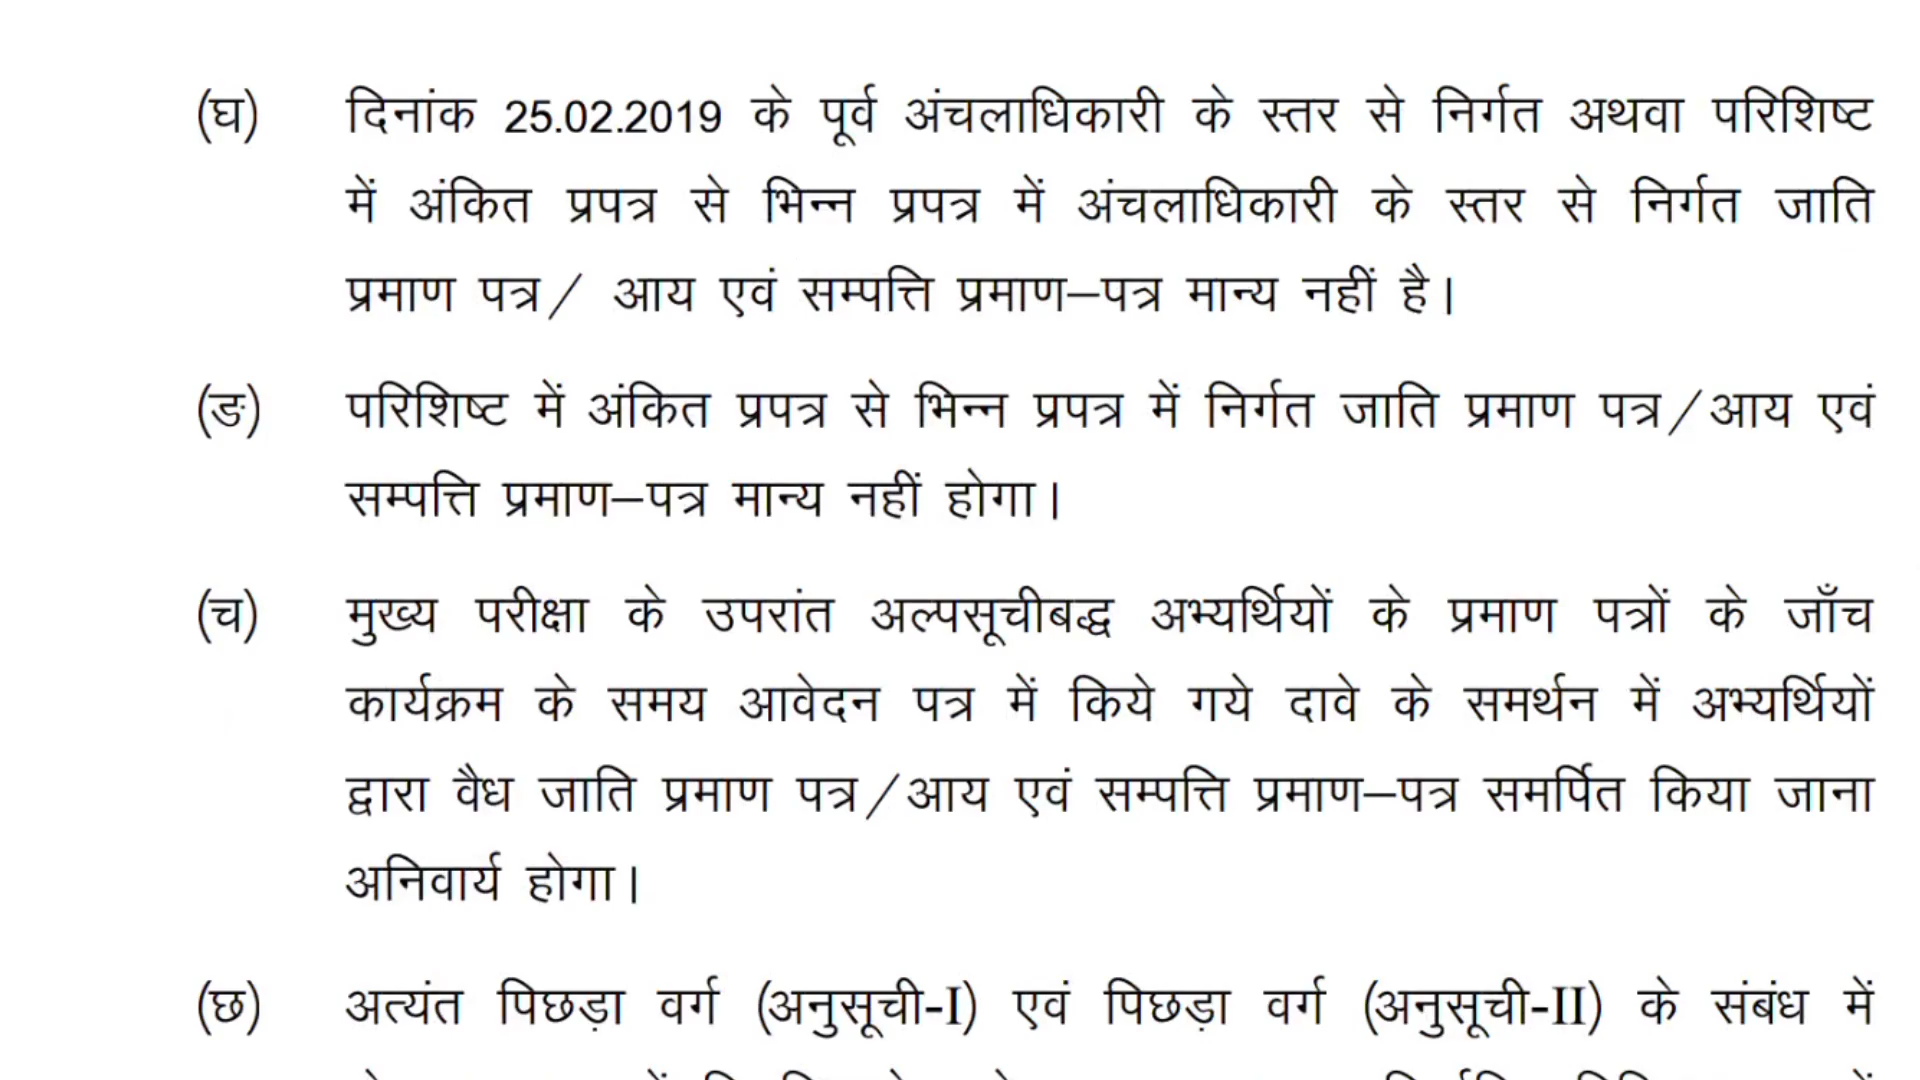 (घ) दिनांक 25.02.2019 के पूर्व अंचलाधिकारी के स्तर से निर्गत अथवा परिशिष्ट
में अंकित प्रपत्र से भिन्न प्रपत्र में अंचलाधिकारी के स्तर से निर्गत जाति
प्रमाण पत्र/ आय एवं सम्पत्ति प्रमाण–पत्र मान्य नहीं है।
(ङ) परिशिष्ट में अंकित प्रपत्र से भिन्न प्रपत्र में निर्गत जाति प्रमाण पत्र/आय एवं
सम्पत्ति प्रमाण–पत्र मान्य नहीं होगा।
(च) मुख्य परीक्षा के उपरांत अल्पसूचीबद्ध अभ्यर्थियों के प्रमाण पत्रों के जाँच
कार्यक्रम के समय आवेदन पत्र में किये गये दावे के समर्थन में अभ्यर्थियों
द्वारा वैध जाति प्रमाण पत्र/आय एवं सम्पत्ति प्रमाण–पत्र समर्पित किया जाना
अनिवार्य होगा।
(छ) अत्यंत पिछड़ा वर्ग (अनुसूची-I) एवं पिछड़ा वर्ग (अनुसूची-II) के संबंध में